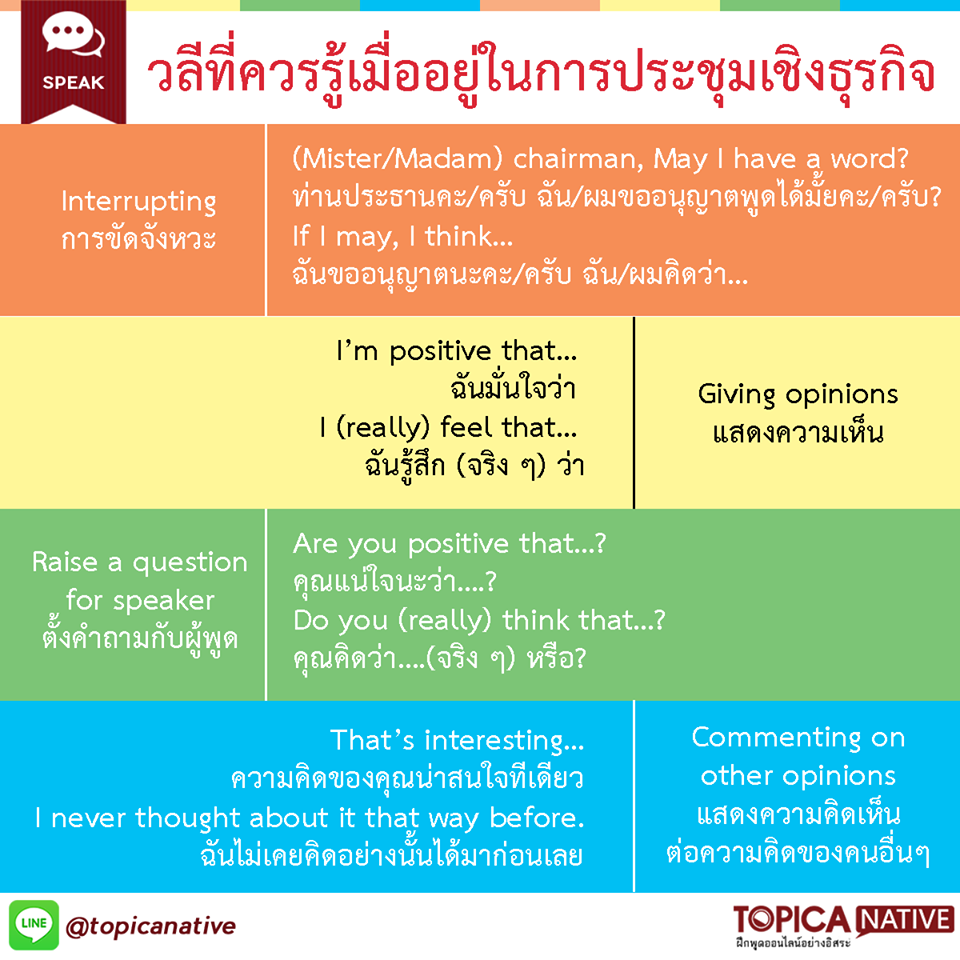 SPEAK
วลีที่ควรรู้เมื่ออยู่ในการประชุมเชิงธุรกิจ
Interrupting
การขัดจังหวะ
(Mister/Madam) chairman, May I have a word?
ท่านประธานคะ/ครับ ฉัน/ผมขออนุญาตพูดได้มั้ยคะ/ครับ?
If I may, I think...
ฉันขออนุญาตนะคะ/ครับ ฉัน/ผมคิดว่า...
I'm positive that...
ฉันมั่นใจว่า
I (really) feel that...
ฉันรู้สึก (จริง ๆ) ว่า
Giving opinions
แสดงความเห็น
Raise a question
for speaker
ตั้งคำถามกับผู้พูด
Are you positive that...?
คุณแน่ใจนะว่า....?
Do you (really) think that...?
คุณคิดว่า....(จริง ๆ) หรือ?
That's interesting...
ความคิดของคุณน่าสนใจทีเดียว
I never thought about it that way before.
ฉันไม่เคยคิดอย่างนั้นได้มาก่อนเลย
Commenting on
other opinions
แสดงความคิดเห็น
ต่อความคิดของคนอื่นๆ
LINE
@topicanative
TOPICA NATIVE
ฝึกพูดออนไลน์อย่างอิสระ